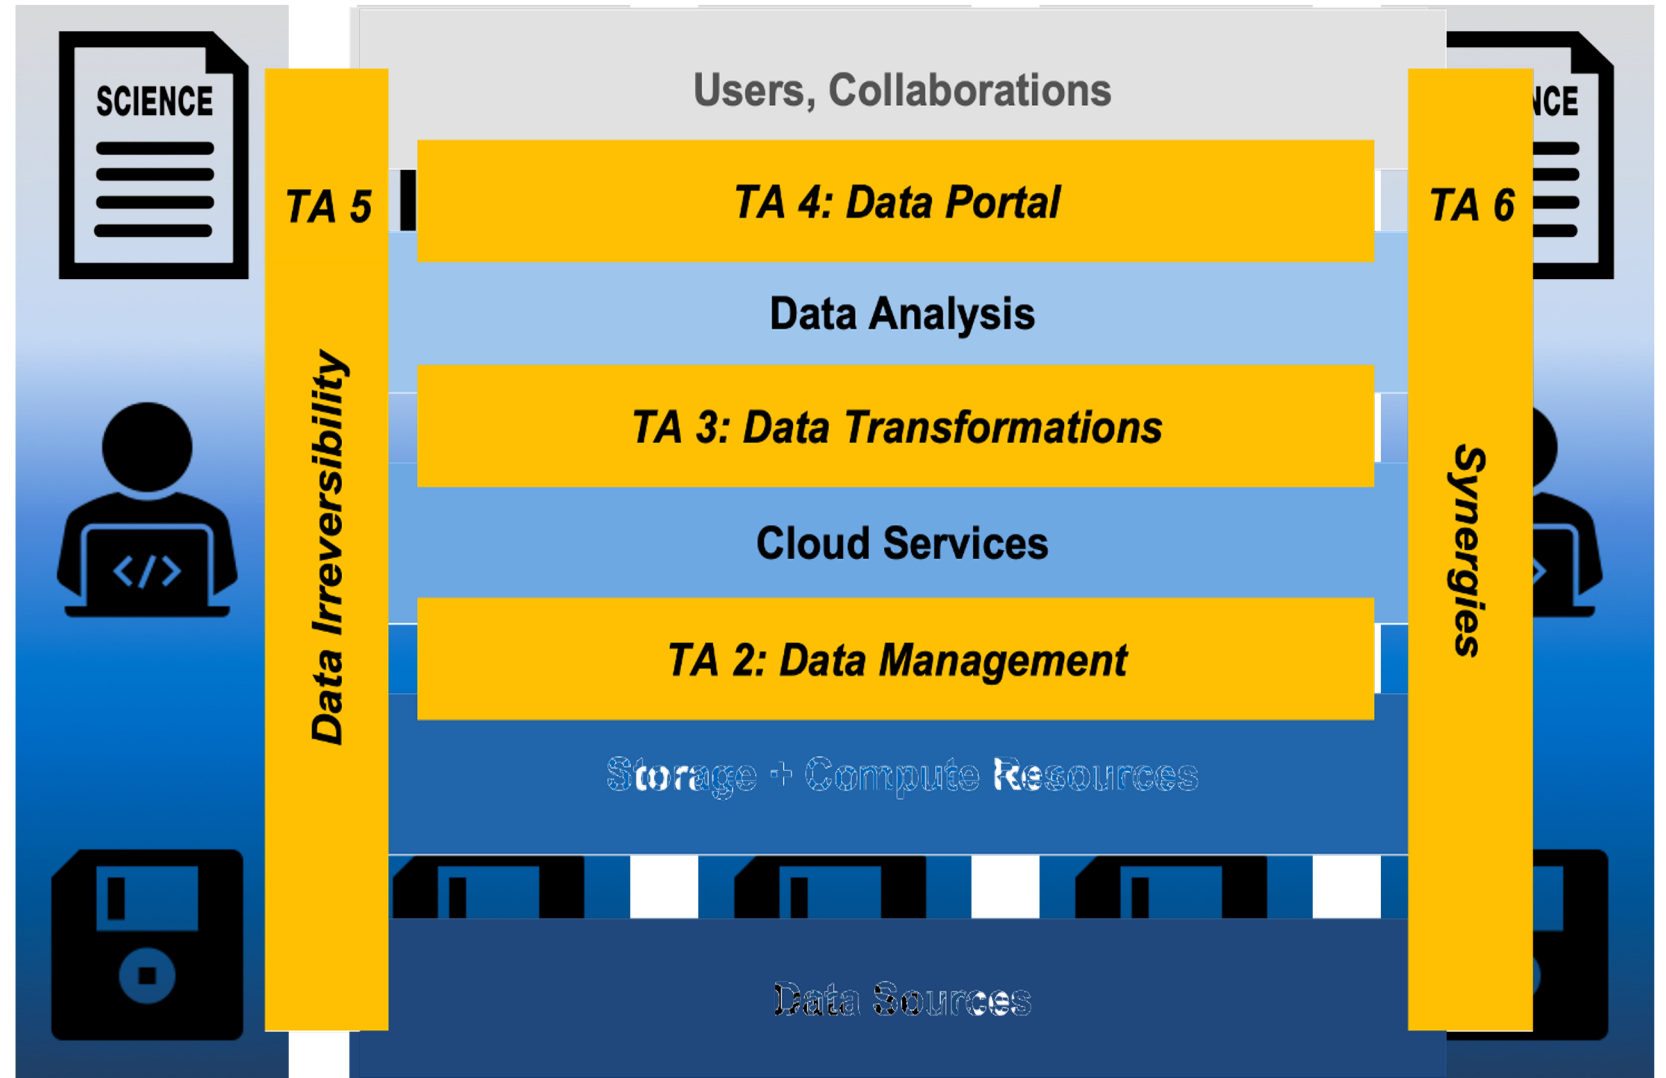 SCIENCE
Users, Collaborations
NCE
TA 5
TA 4: Data Portal
TA 6
Data Analysis
TA 3: Data Transformations
Data Irreversibility
Synergies
Cloud Services
</>
TA 2: Data Management
Storage + Compute Resources
Data Sources